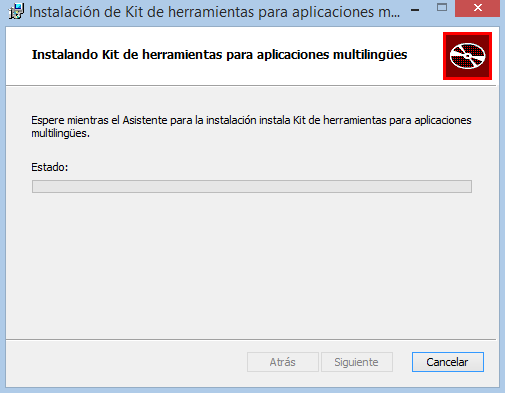 Instalación de Kit de herramientas para aplicaciones m...
Instalando Kit de herramientas para aplicaciones multilingües
Espere mientras el Asistente para la instalación instala Kit de herramientas para aplicaciones
multilingües.
Estado:
Atrás
Siguiente
Cancelar